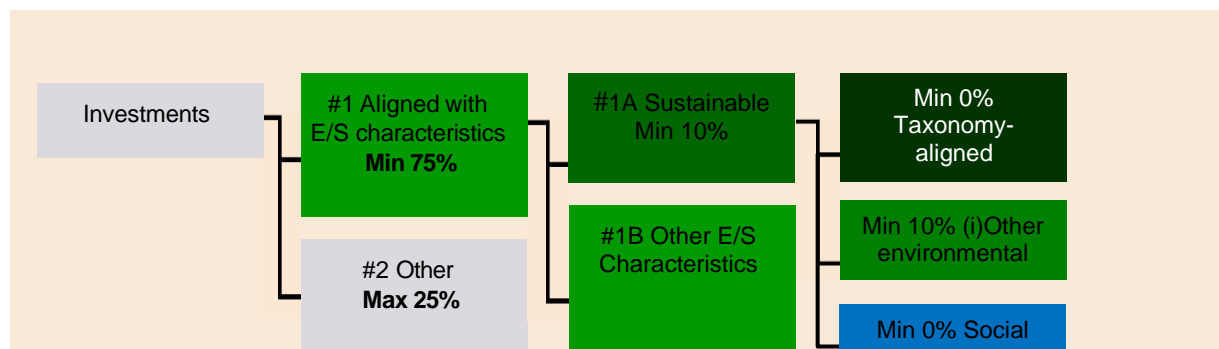 Investments
#1 Aligned with
E/S characteristics
Min 75%
#2 Other
Max 25%
#1A Sustainable
Min 10%
#1B Other E/S
Characteristics
Min 0%
Taxonomy-
aligned
Min 10% (i)Other
environmental
Min 0% Social